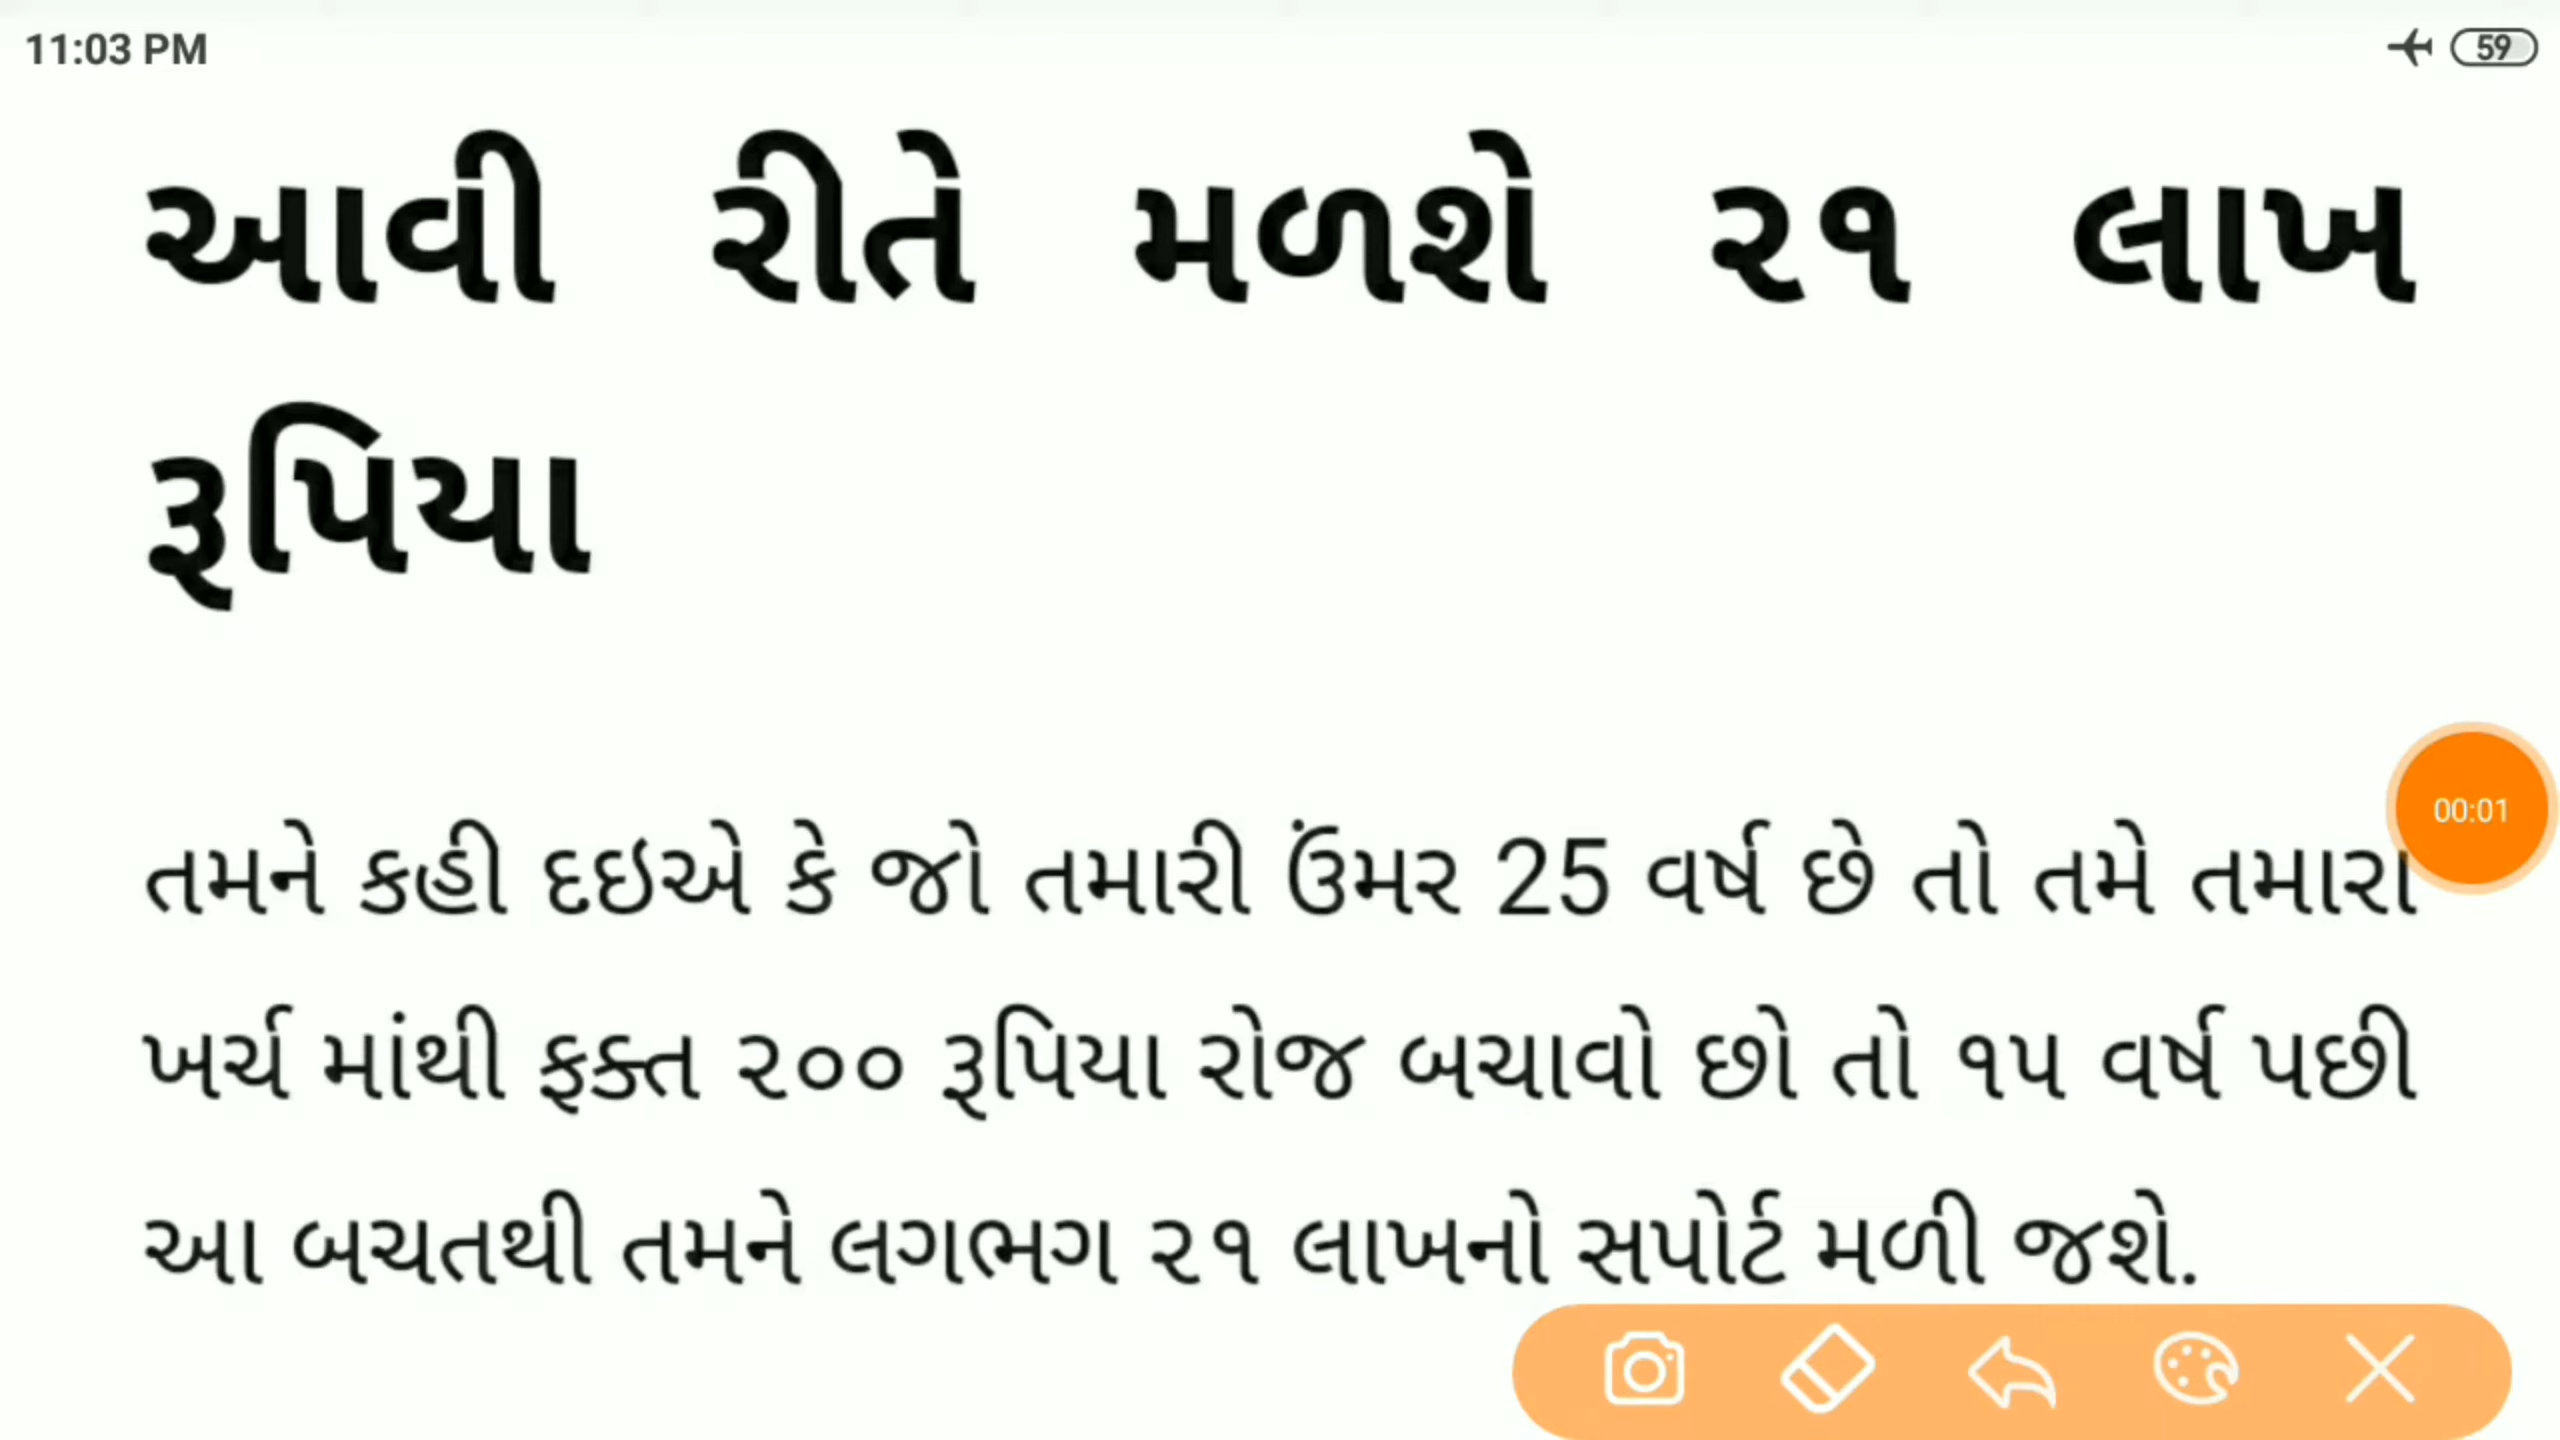 11:03 PM
59
આવી રીતે મળશે ૨૧ લાખ
રૂપિયા
00:01
તમને કહી દઇએ કે જો તમારી ઉંમર 25 વર્ષ છે તો તમે તમારા
ખર્ચ માંથી ફક્ત ૨૦૦ રૂપિયા રોજ બચાવો છો તો ૧૫ વર્ષ પછી
આ બચતથી તમને લગભગ ૨૧ લાખનો સપોર્ટ મળી જશે.